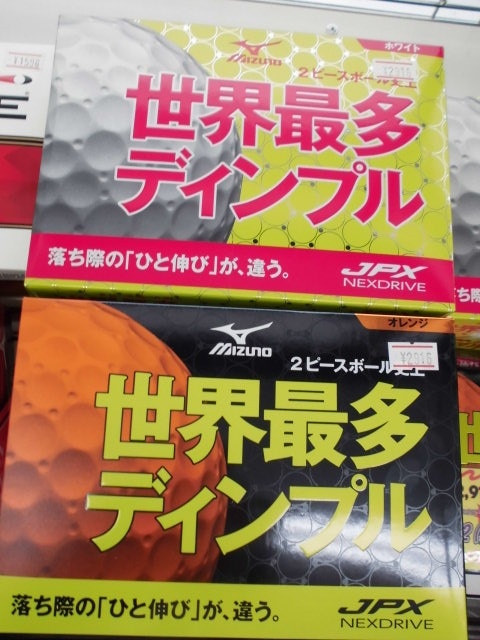 ホワイト
MIZUNO
2ピースボール史上
世界最多
ディンプル
落ち際の「ひと伸び」が、違う。
JPX
NEXDRIVE
オレンジ
MIZUNO
2ピースボール史上
¥2916
世界最多
ディンプル
落ち際の「ひと伸び」が、違う。
JPX
NEXDRIVE